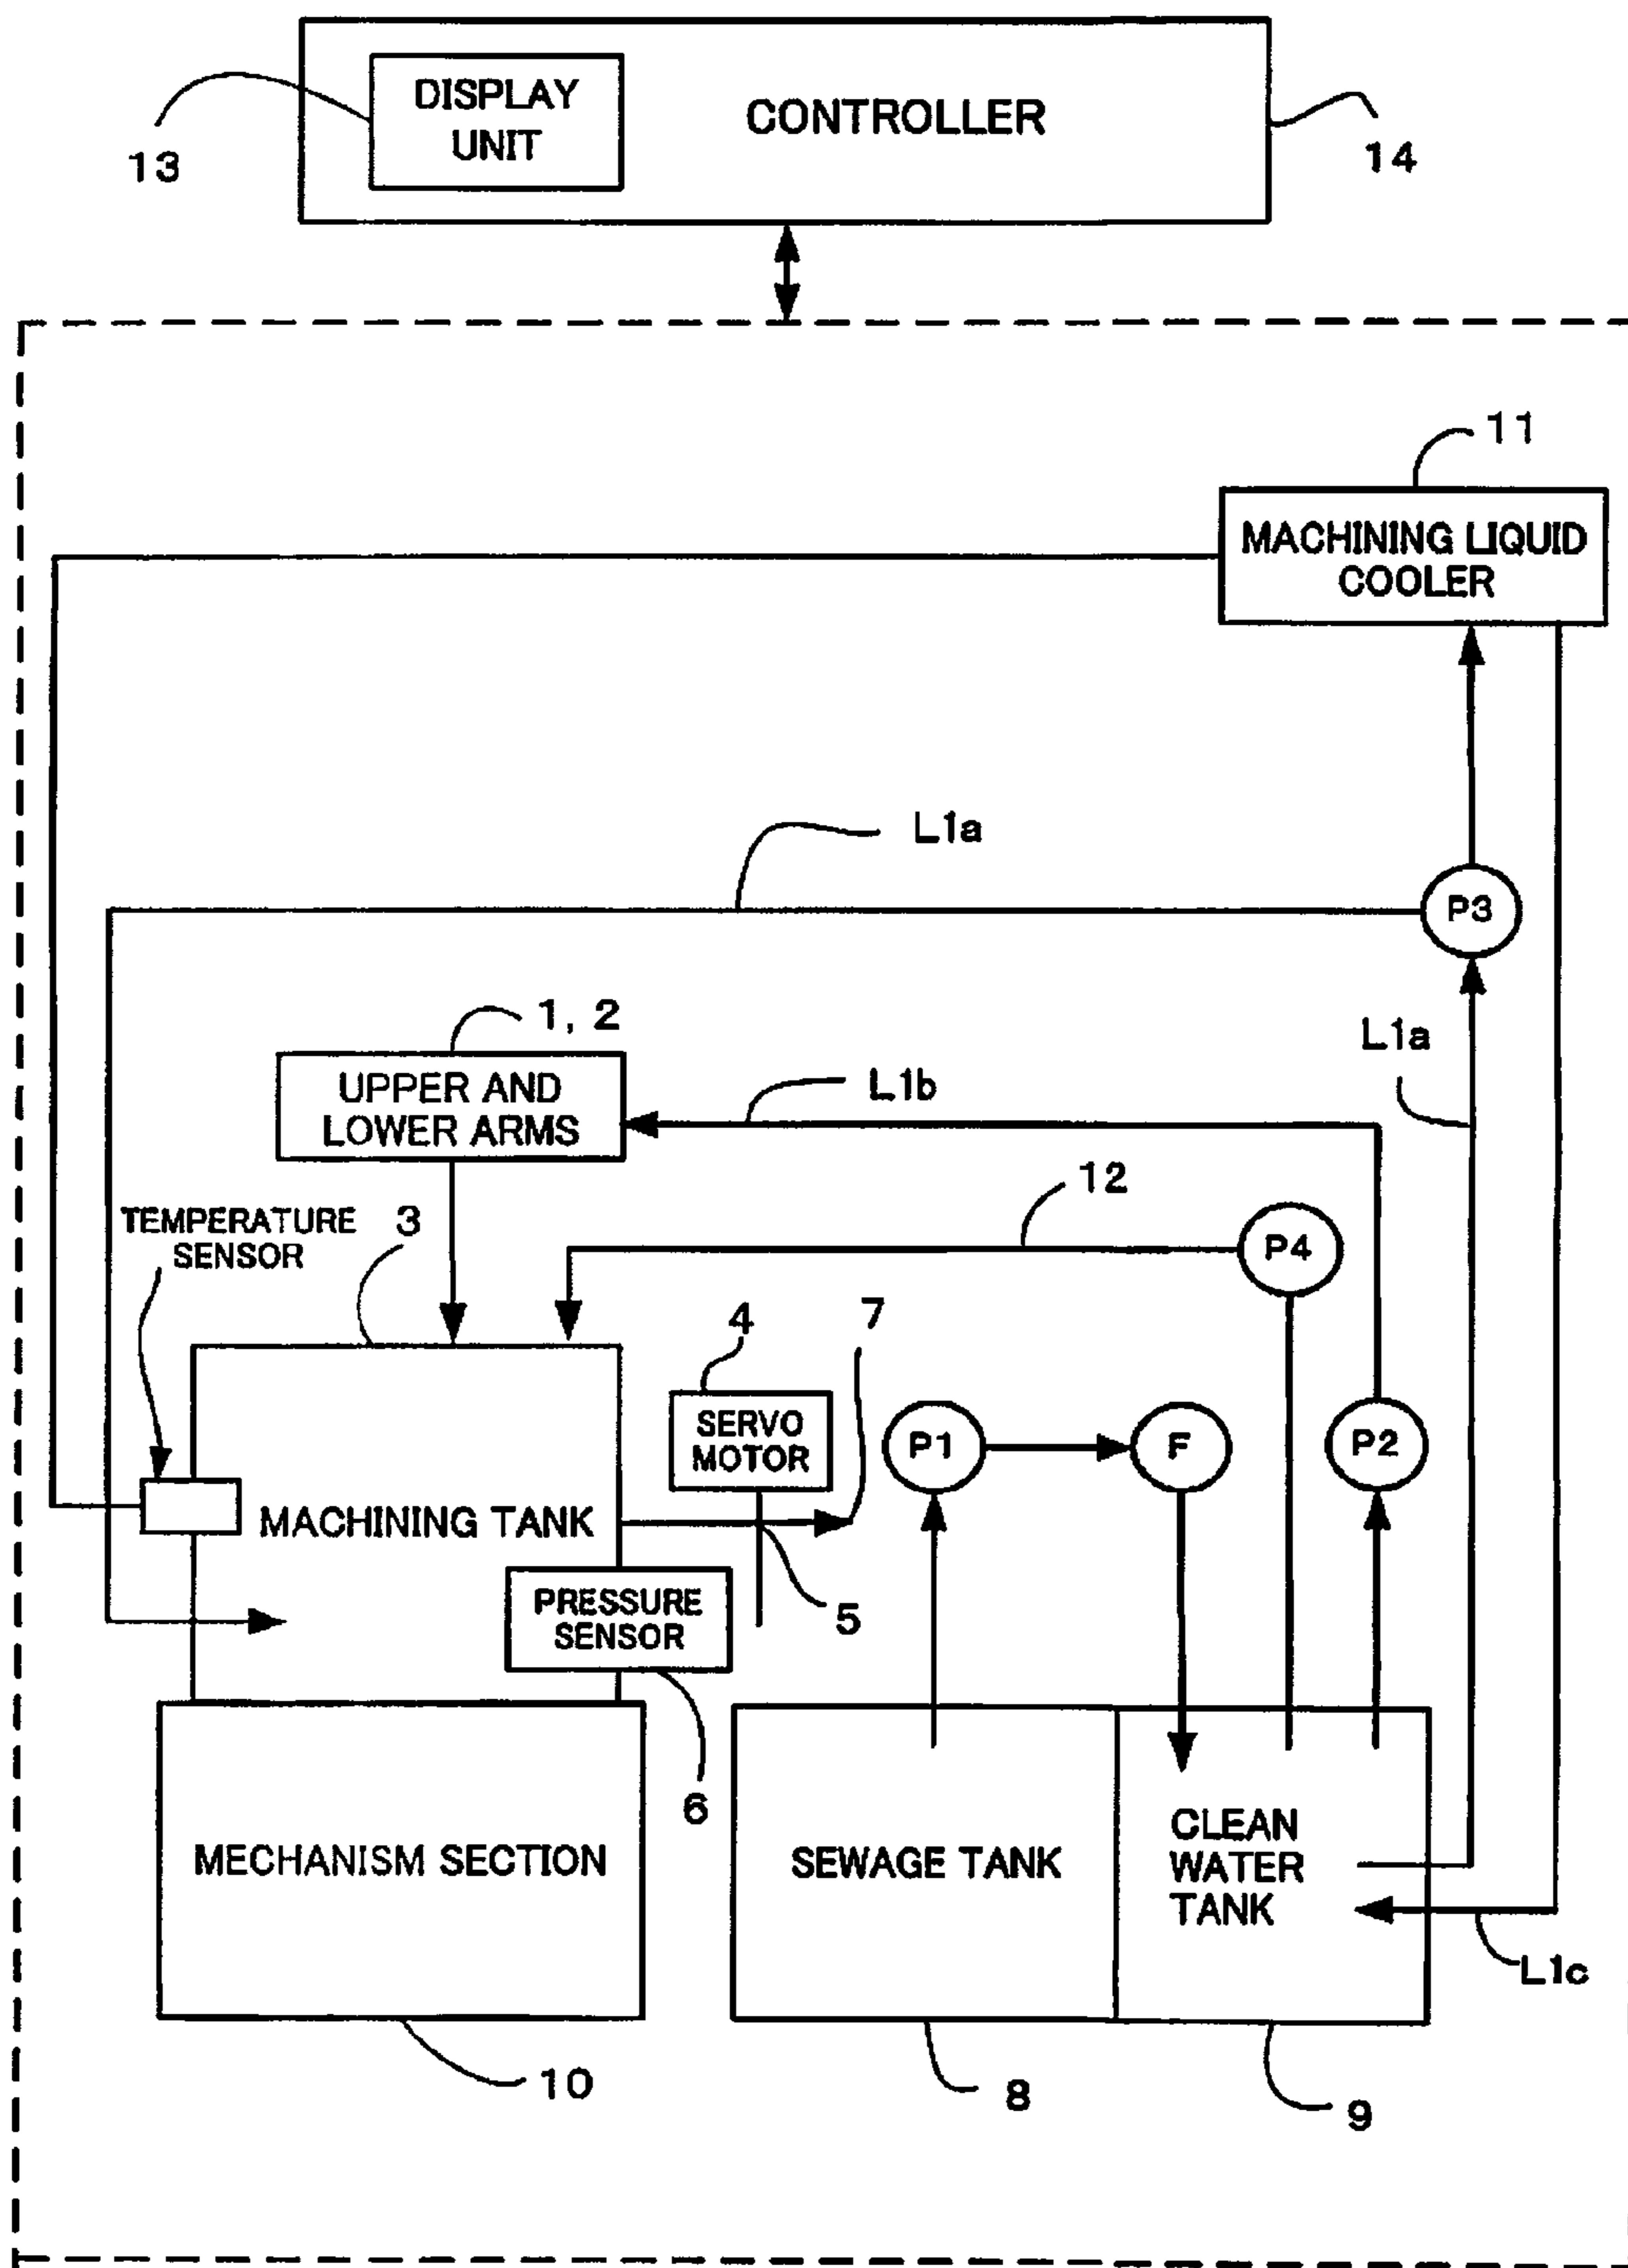 DISPLAY
UNIT
CONTROLLER
13
14
11
MACHINING LIQUID
COOLER
L1a
P3
1, 2
L1a
UPPER AND
LOWER ARMS
L1b
12
TEMPERATURE
SENSOR
3
P4
4
7
SERVO
MOTOR
P1
F
P2
MACHINING TANK
PRESSURE
SENSOR
5
6
MECHANISM SECTION
SEWAGE TANK
CLEAN
WATER
TANK
L1c
10
8
9